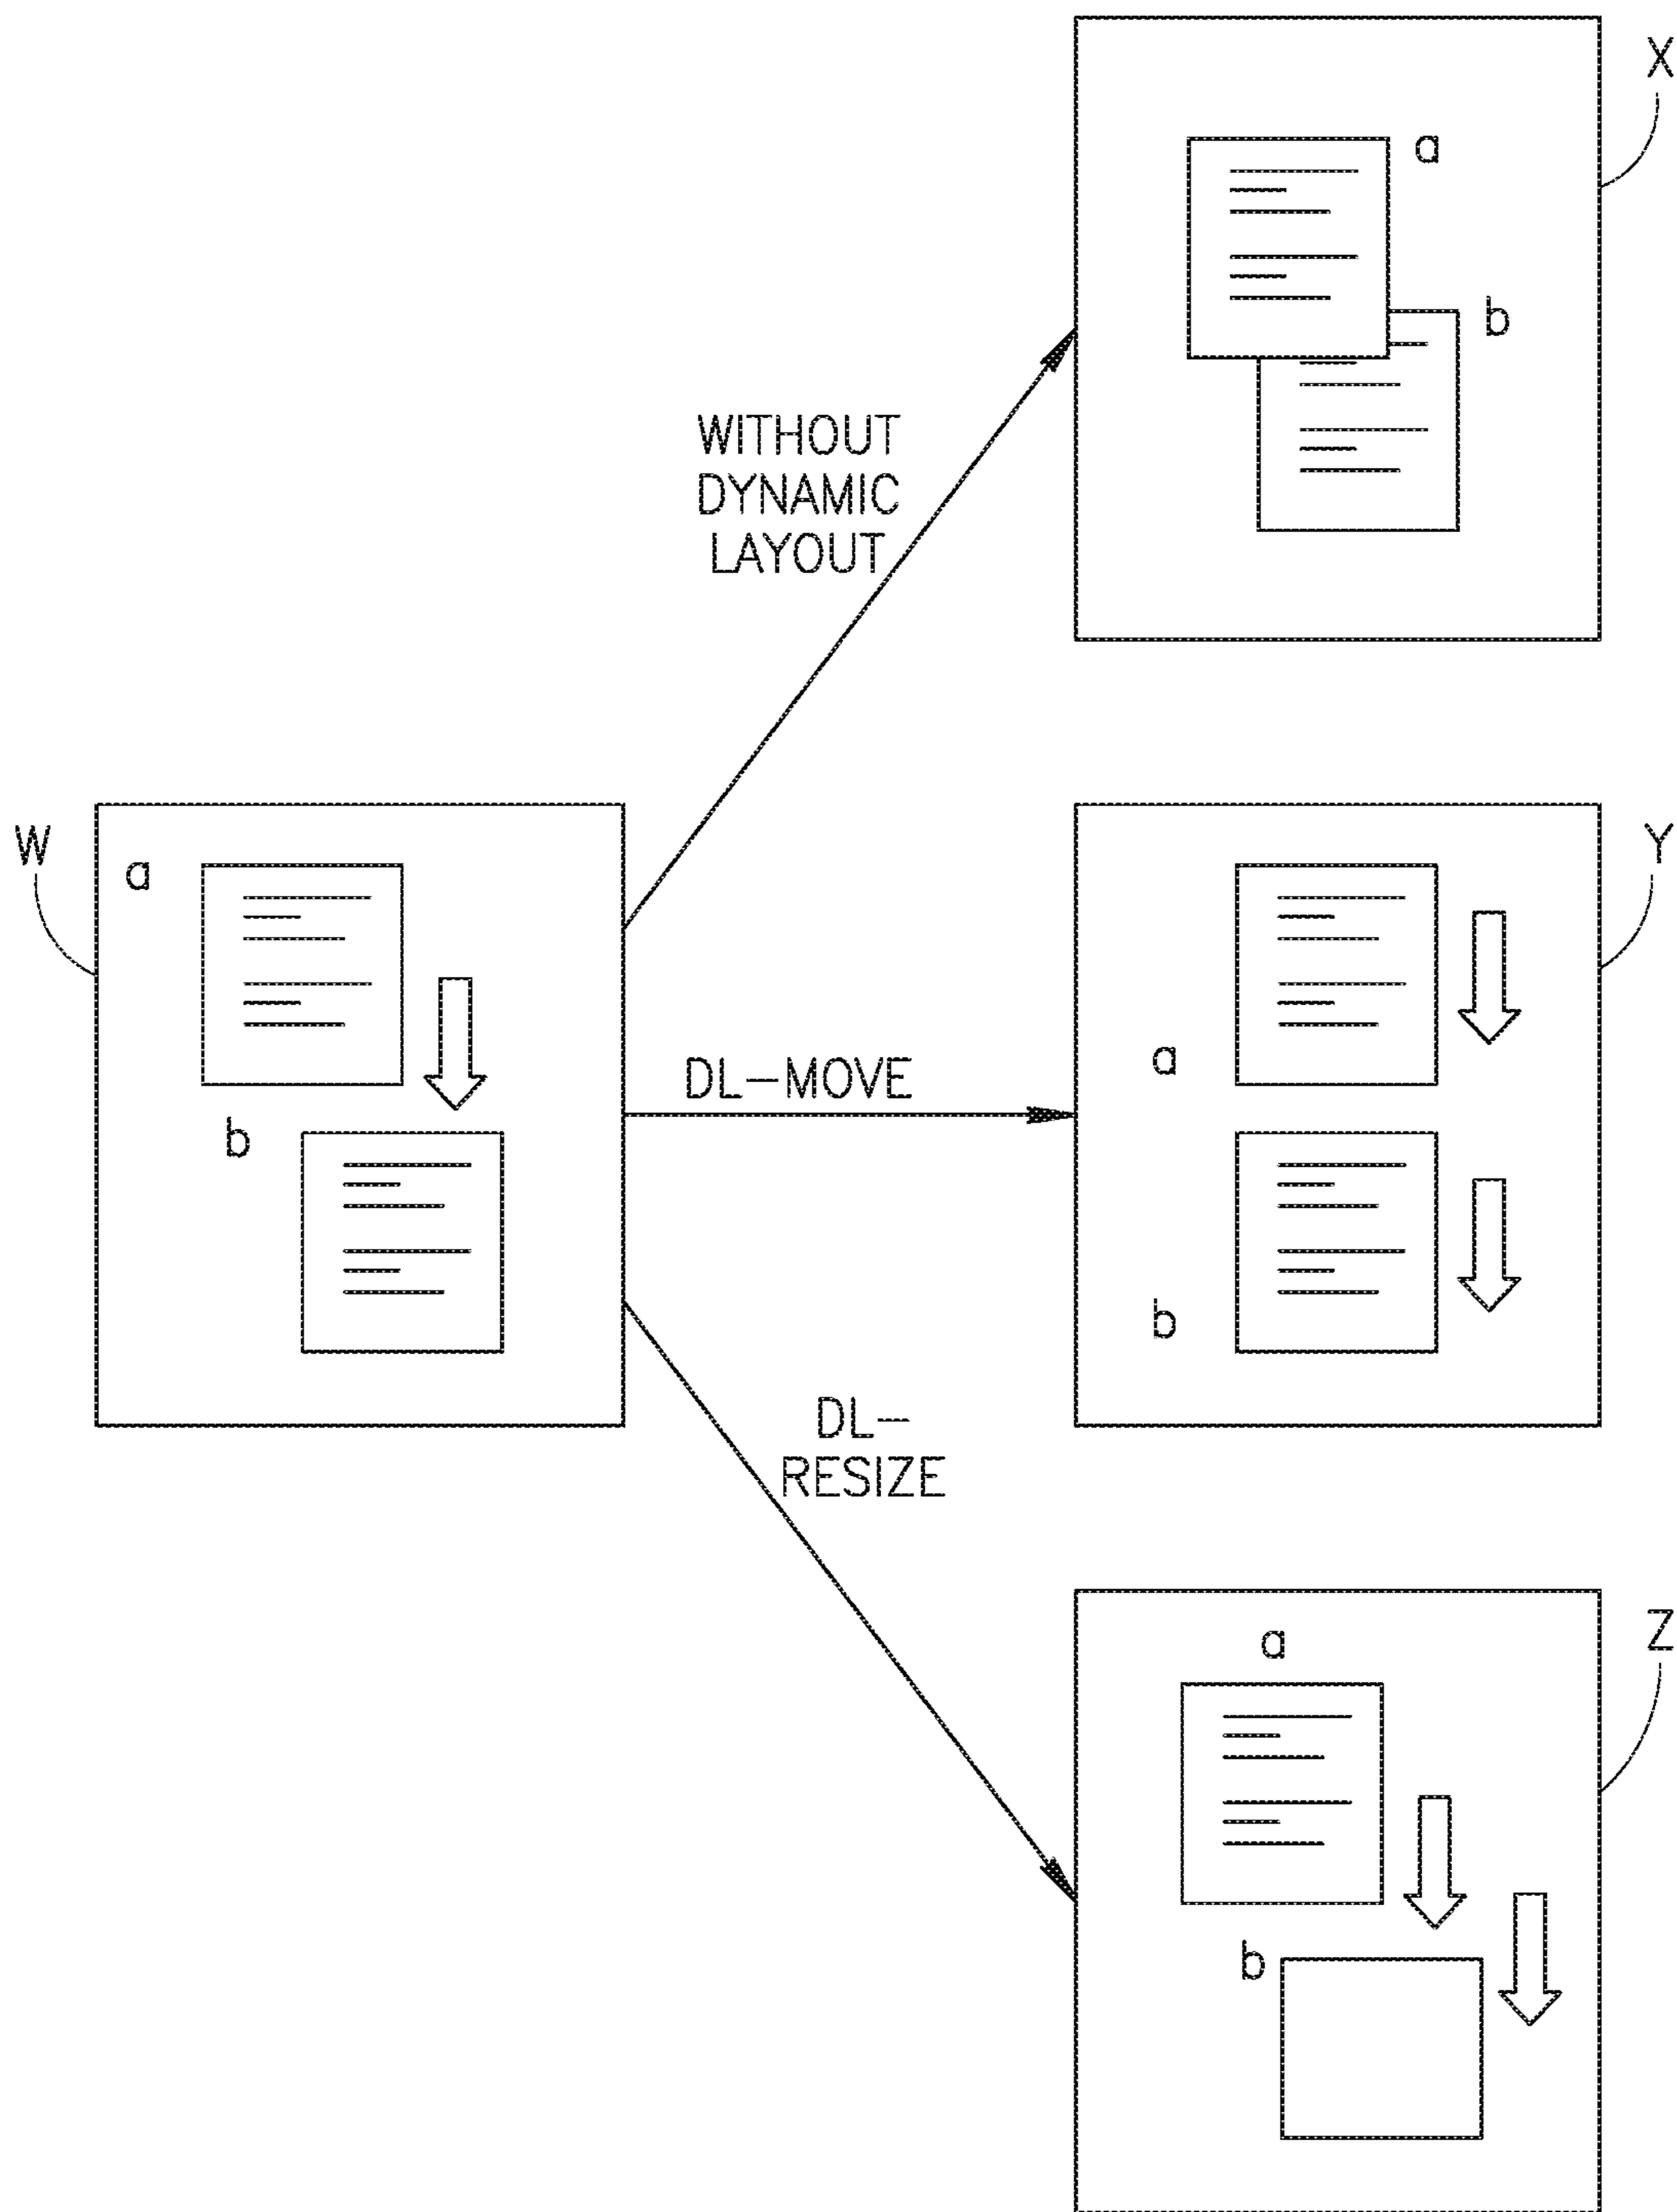 X
a
b
WITHOUT
DYNAMIC
LAYOUT
W
a
b
DL-MOVE
Y
a
b
DL-
RESIZE
Z
a
b